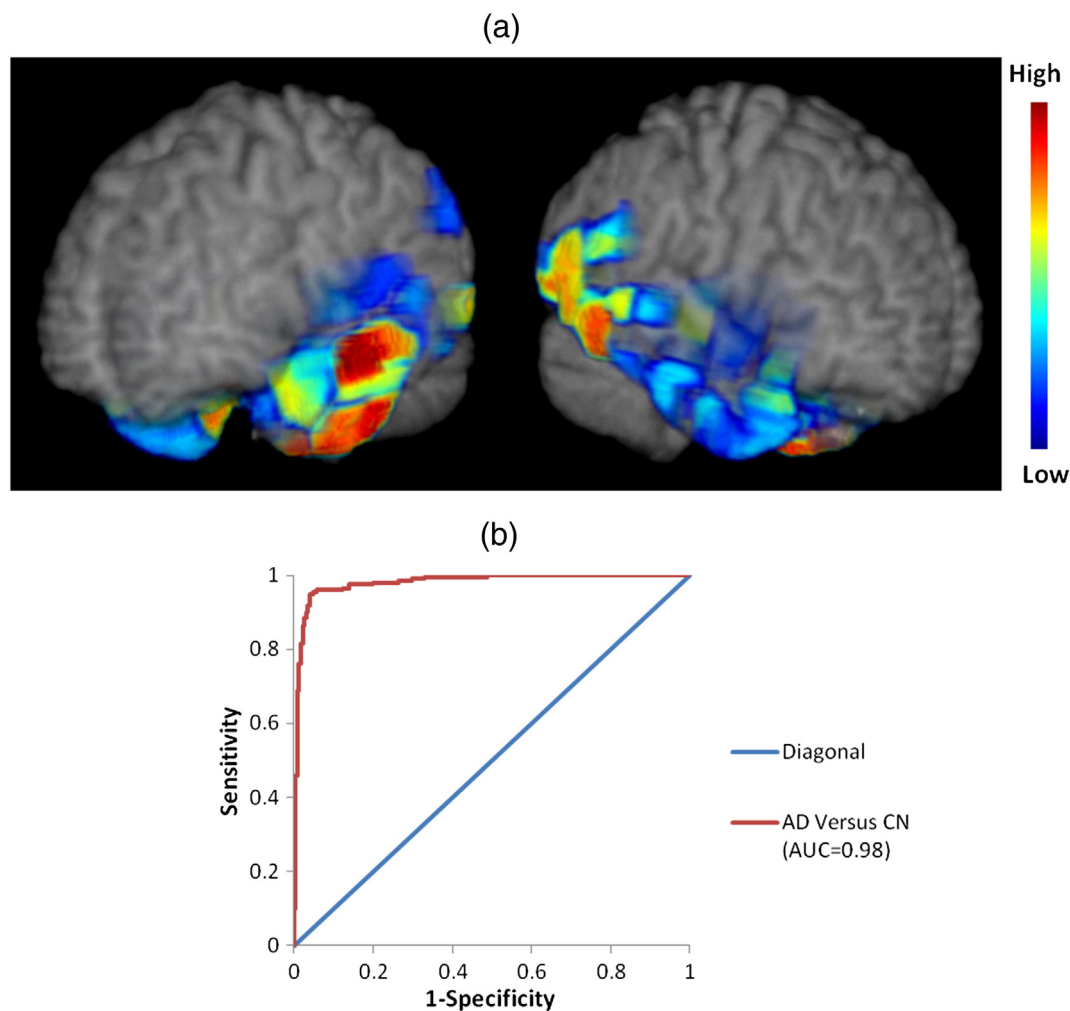 (a)
High
Low
(b)
1
0.8
0.6
0.4
0.2
0
0
0.2
0.4
0.6
0.8
1
Sensitivity
1-Specificity
Diagonal
AD Versus CN
(AUC=0.98)